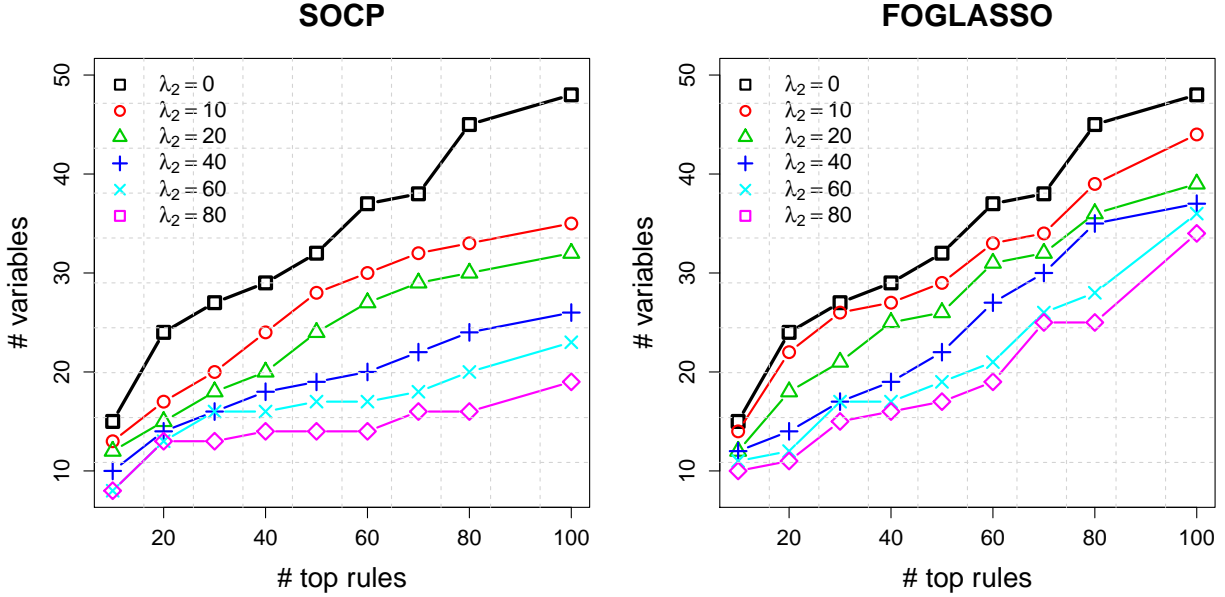 SOCP
50
40
30
20
10
# variables
λ₂ = 0
λ₂ = 10
λ₂ = 20
λ₂ = 40
λ₂ = 60
λ₂ = 80
20 40 60 80 100
# top rules
FOGLASSO
50
40
30
20
10
# variables
λ₂ = 0
λ₂ = 10
λ₂ = 20
λ₂ = 40
λ₂ = 60
λ₂ = 80
20 40 60 80 100
# top rules